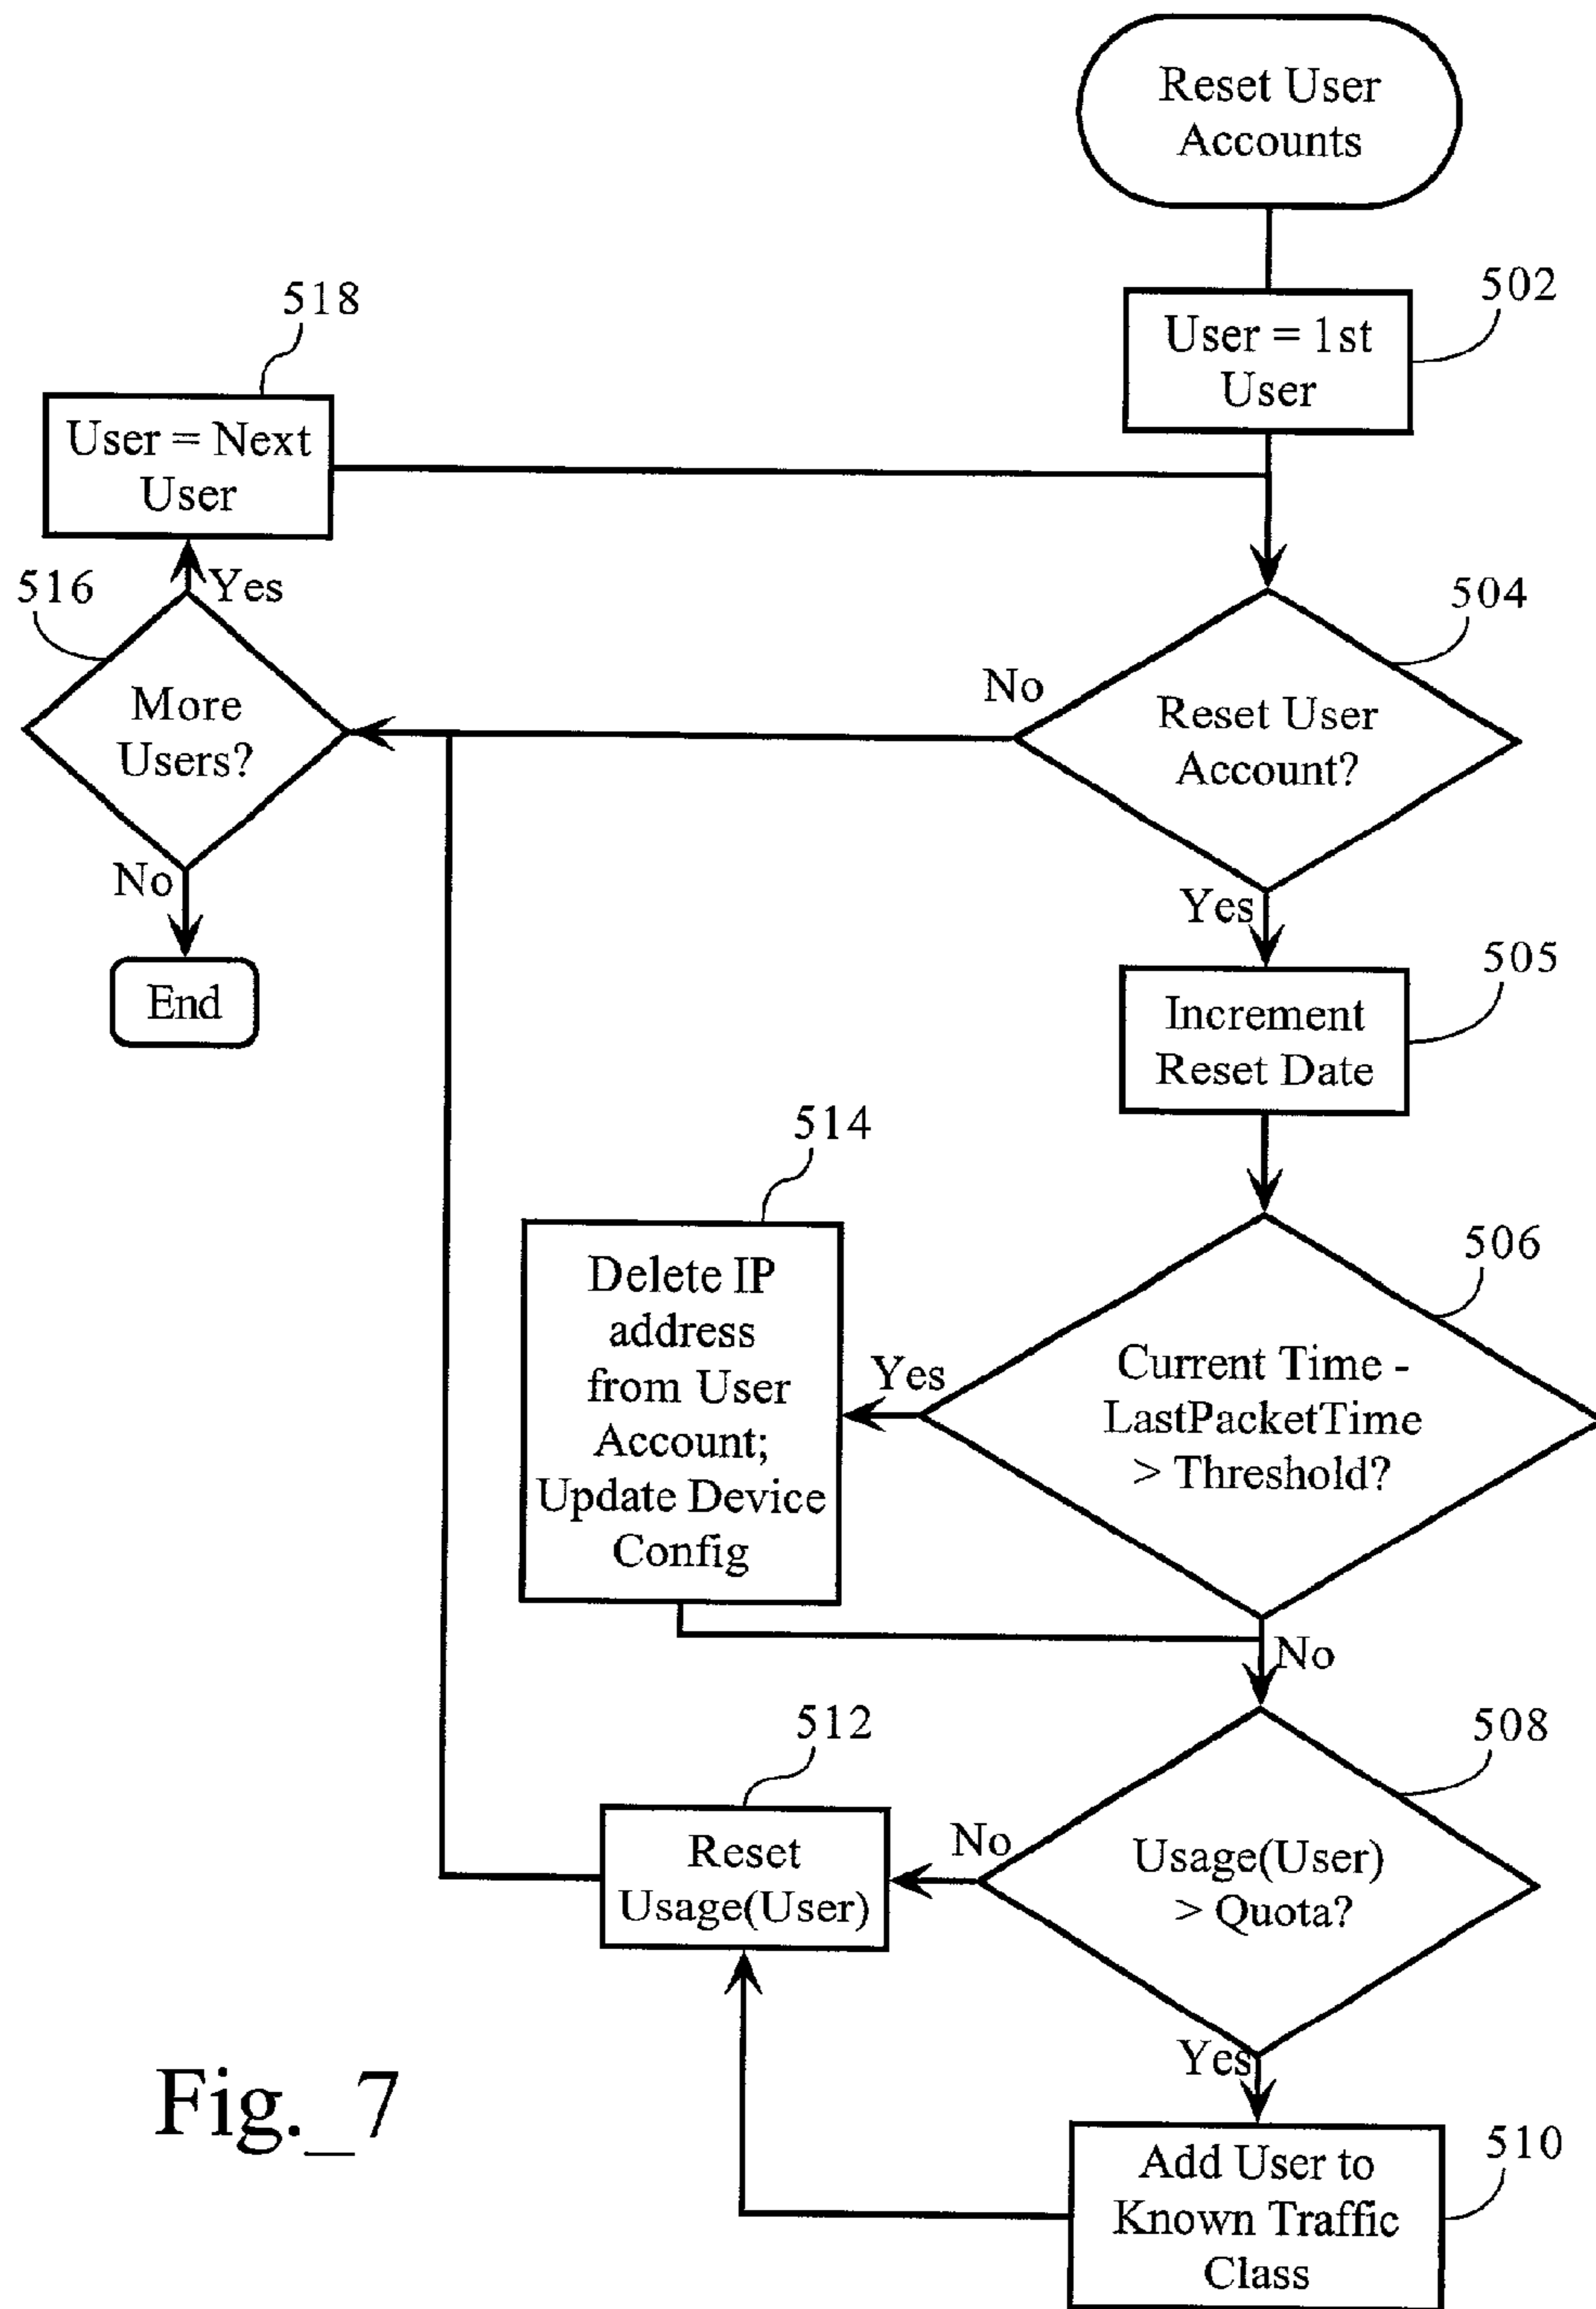 Reset User
Accounts
502
User = 1st
User
518
User = Next
User
516
Yes
More
Users?
No
End
504
No
Reset User
Account?
Yes
505
Increment
Reset Date
514
Delete IP
address
from User
Account;
Update Device
Config
506
Yes
Current Time -
LastPacketTime
> Threshold?
No
512
Reset
Usage(User)
508
No
Usage(User)
> Quota?
Yes
510
Add User to
Known Traffic
Class
Fig._7